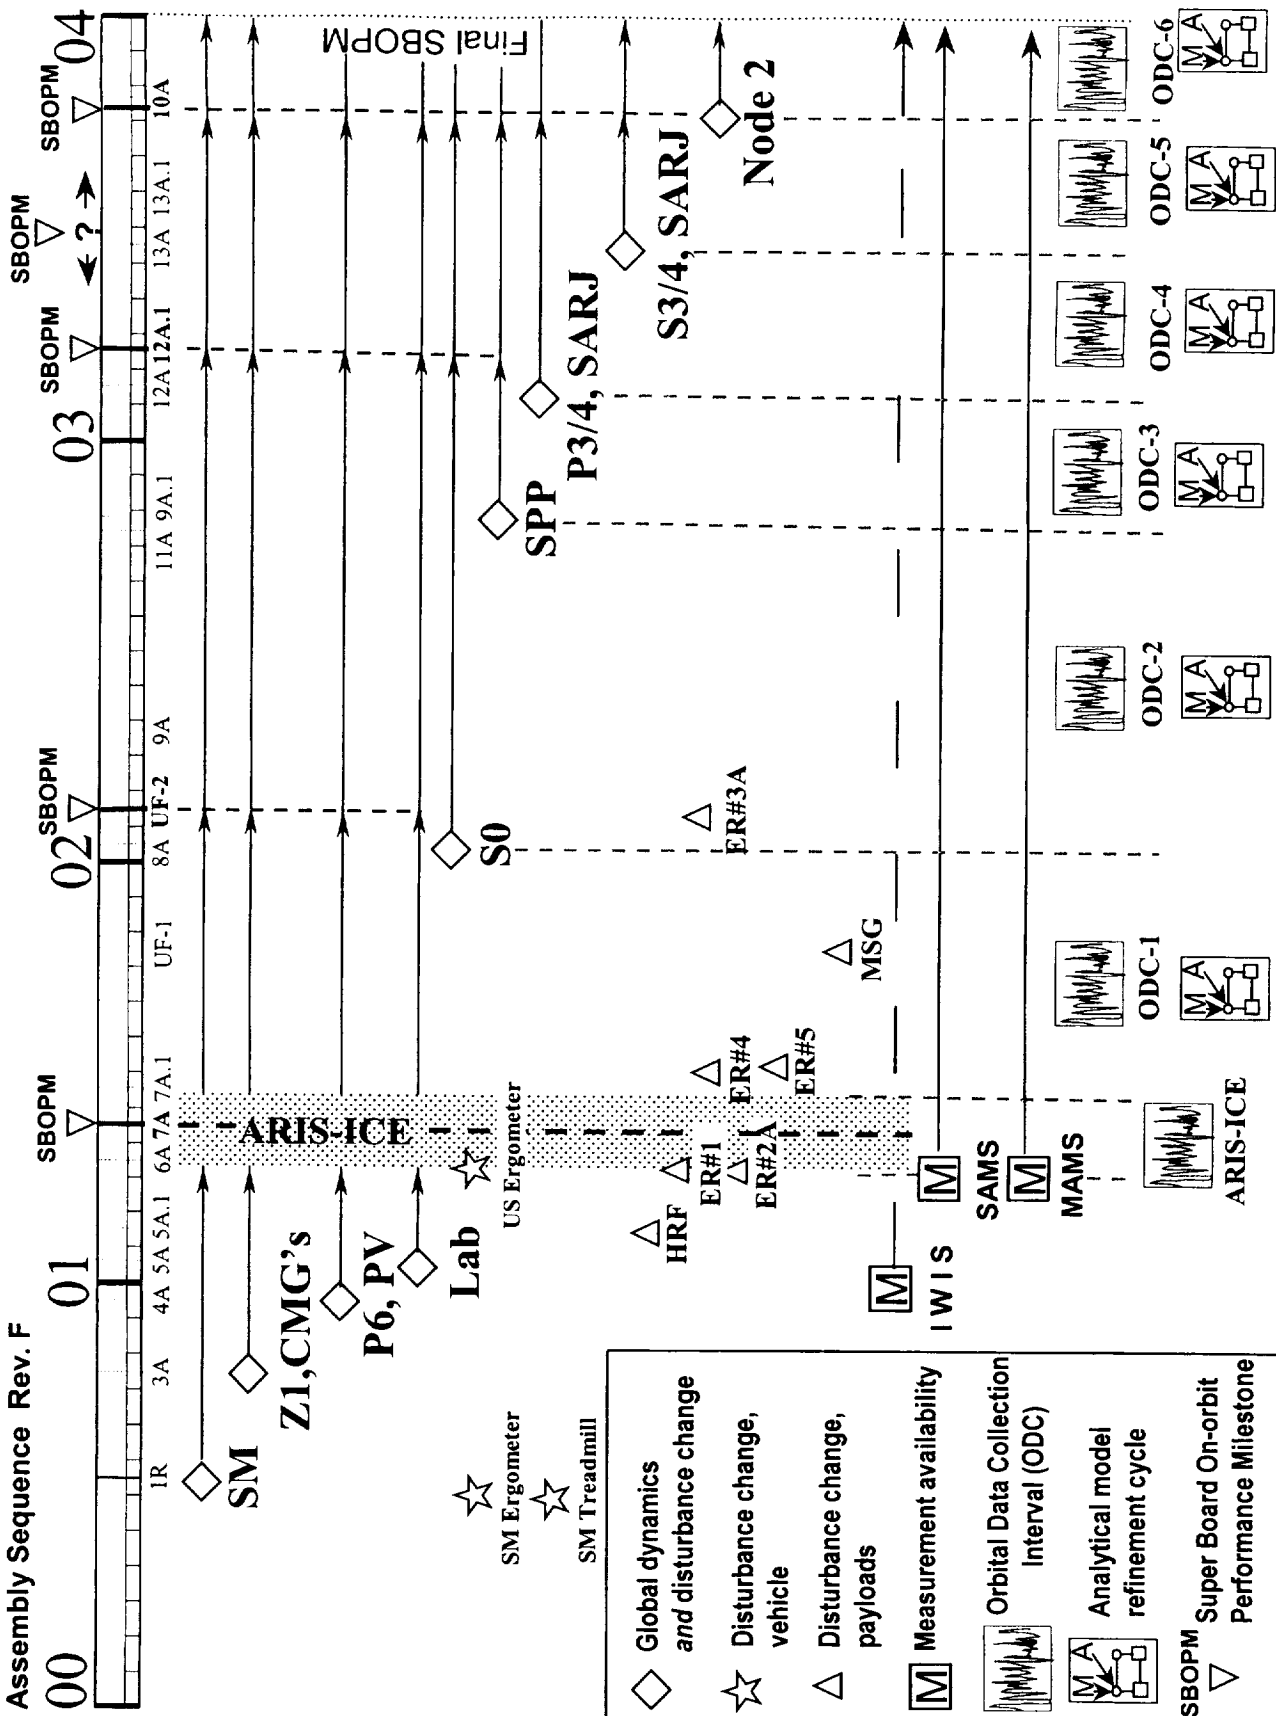 Assembly Sequence Rev. F
00
01
02
03
04
SBOPM
SBOPM
SBOPM
SBOPM
SBOPM
?
1R
3A
4A
5A
5A.1
6A
7A
7A.1
UF-1
8A
UF-2
9A
11A
9A.1
12A
12A.1
13A
13A.1
10A
SM
Z1,CMG's
P6, PV
Lab
ARIS-ICE
S0
SPP
P3/4, SARJ
S3/4, SARJ
Node 2
Final SBOPM
SM Ergometer
SM Treadmill
US Ergometer
HRF
ER#1
ER#2A
ER#4
ER#5
MSG
ER#3A
M
IWIS
M
SAMS
M
MAMS
ARIS-ICE
ODC-1
ODC-2
ODC-3
ODC-4
ODC-5
ODC-6
M A
M A
M A
M A
M A
M A
Global dynamics
and disturbance change
Disturbance change,
vehicle
Disturbance change,
payloads
M Measurement availability
Orbital Data Collection
Interval (ODC)
M A
Analytical model
refinement cycle
SBOPM
Super Board On-orbit
Performance Milestone